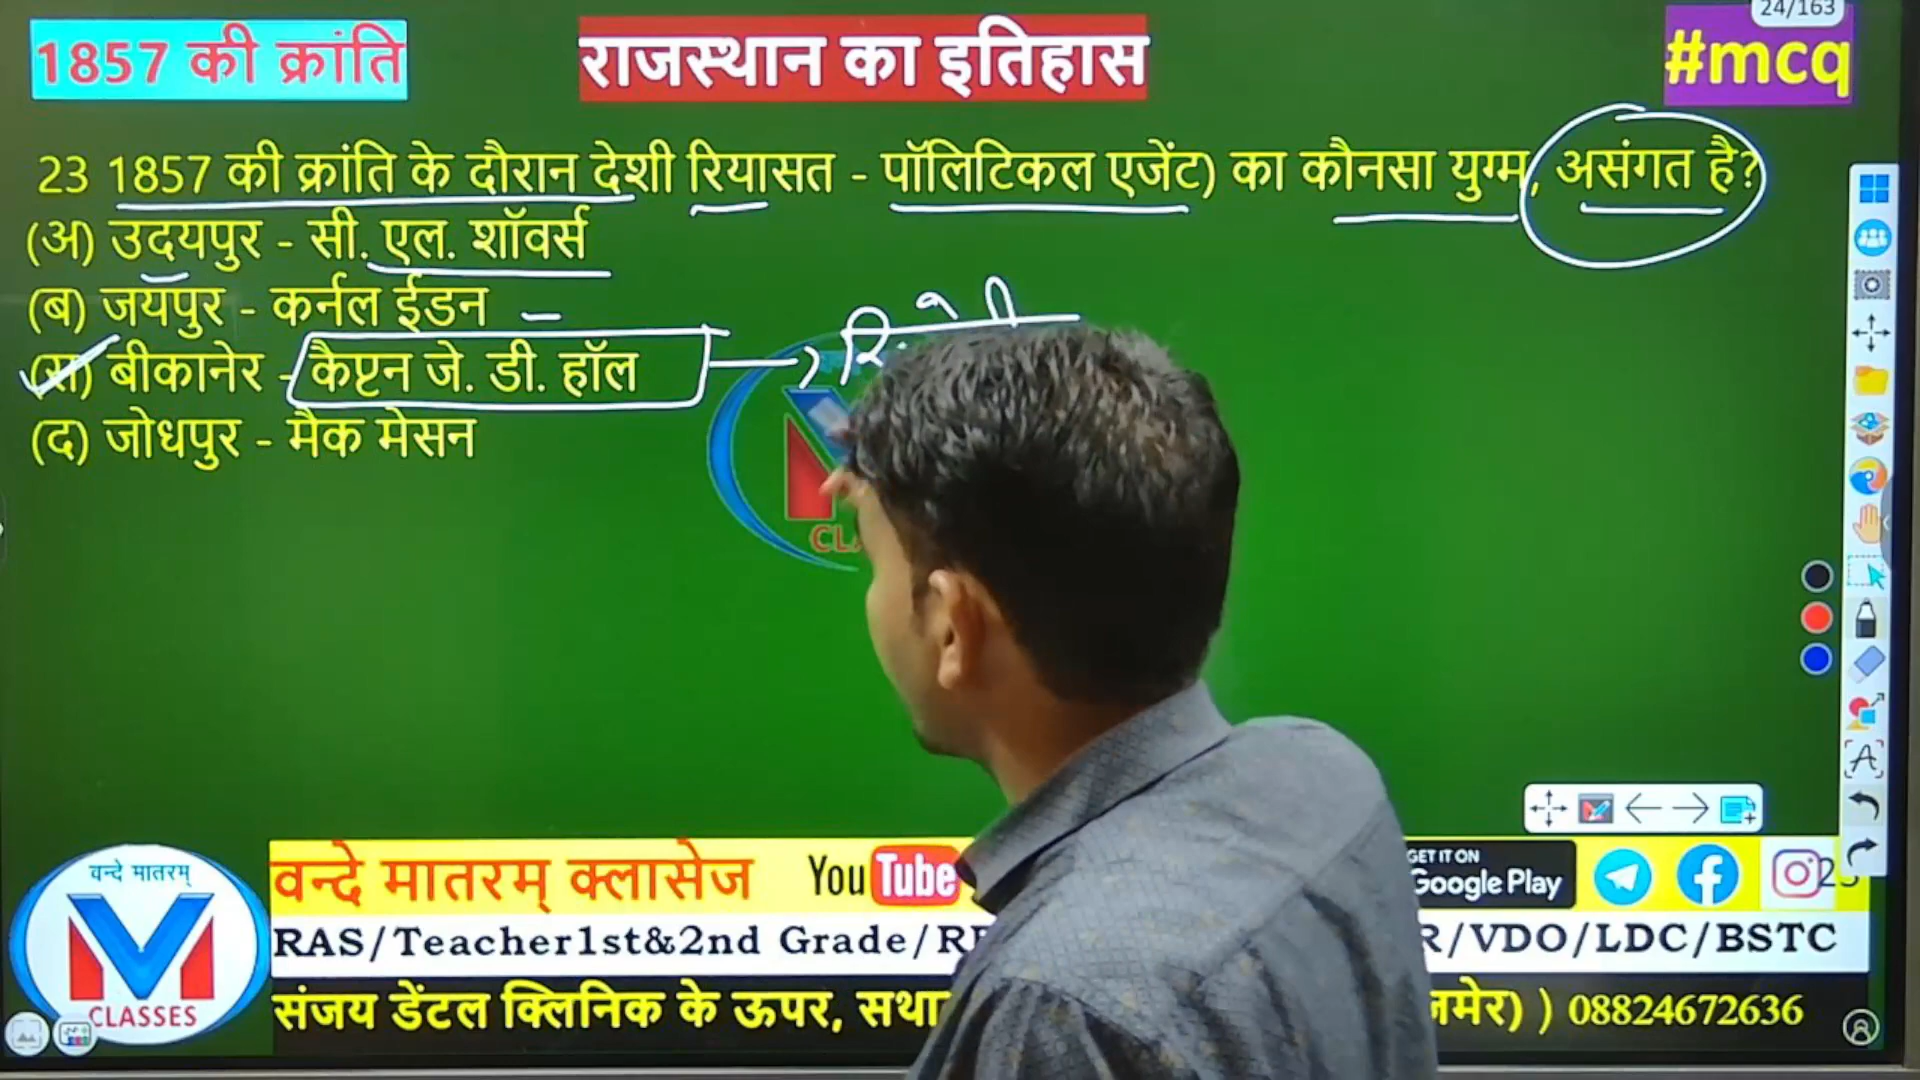 24/163
1857 की क्रांति
राजस्थान का इतिहास
#mcq
23 1857 की क्रांति के दौरान देशी रियासत - पॉलिटिकल एजेंट) का कौनसा युग्म, असंगत है?
(अ) उदयपुर - सी. एल. शॉवर्स
(ब) जयपुर - कर्नल ईडन
(स) बीकानेर - कैप्टन जे. डी. हॉल
(द) जोधपुर - मैक मेसन
वन्दे मातरम्
CLASSES
वन्दे मातरम् क्लासेज YouTube
GET IT ON
Google Play
RAS/Teacher1st&2nd Grade/
/VDO/LDC/BSTC
संजय डेंटल क्लिनिक के ऊपर,
08824672636